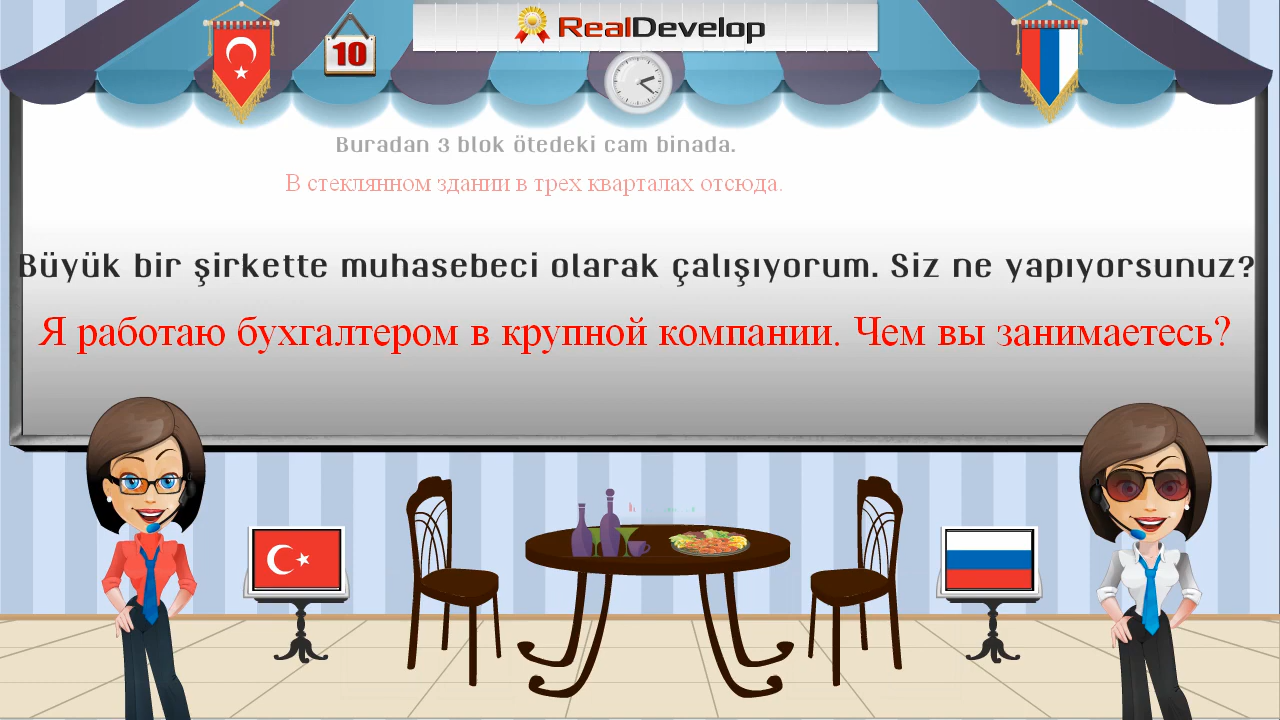 RealDevelop
10
Buradan 3 blok ötedeki cam binada.
В стеклянном здании в трех кварталах отсюда.
Büyük bir şirkette muhasebeci olarak çalışıyorum. Siz ne yapıyorsunuz?
Я работаю бухгалтером в крупной компании. Чем вы занимаетесь?